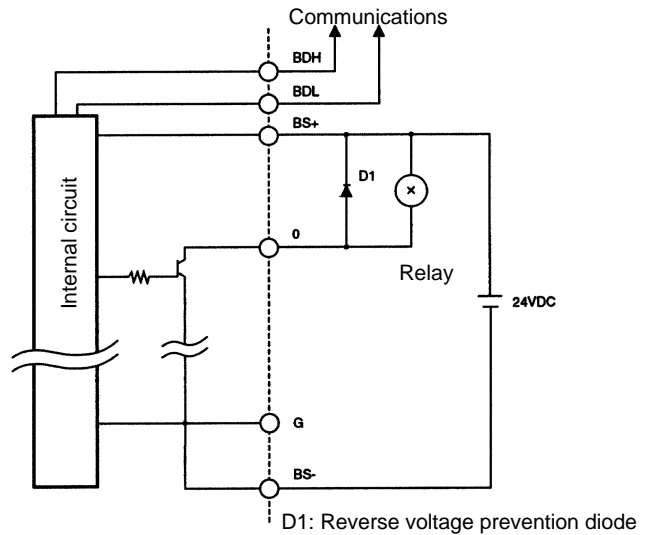 Communications
BDH
BDL
BS+
D1
Internal circuit
0
Relay
24VDC
G
BS-
D1: Reverse voltage prevention diode